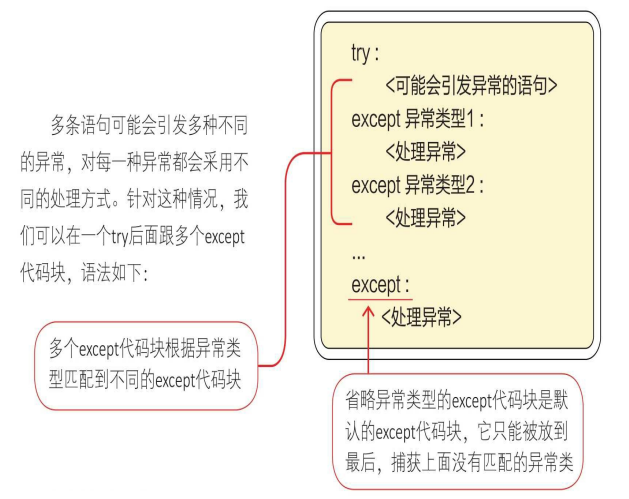 多条语句可能会引发多种不同
的异常，对每一种异常都会采用不
同的处理方式。针对这种情况，我
们可以在一个try后面跟多个except
代码块，语法如下：
try :
<可能会引发异常的语句>
except 异常类型1 :
<处理异常>
except 异常类型2 :
<处理异常>
...
except :
<处理异常>
多个except代码块根据异常类
型匹配到不同的except代码块
省略异常类型的except代码块是默
认的except代码块，它只能被放到
最后，捕获上面没有匹配的异常类